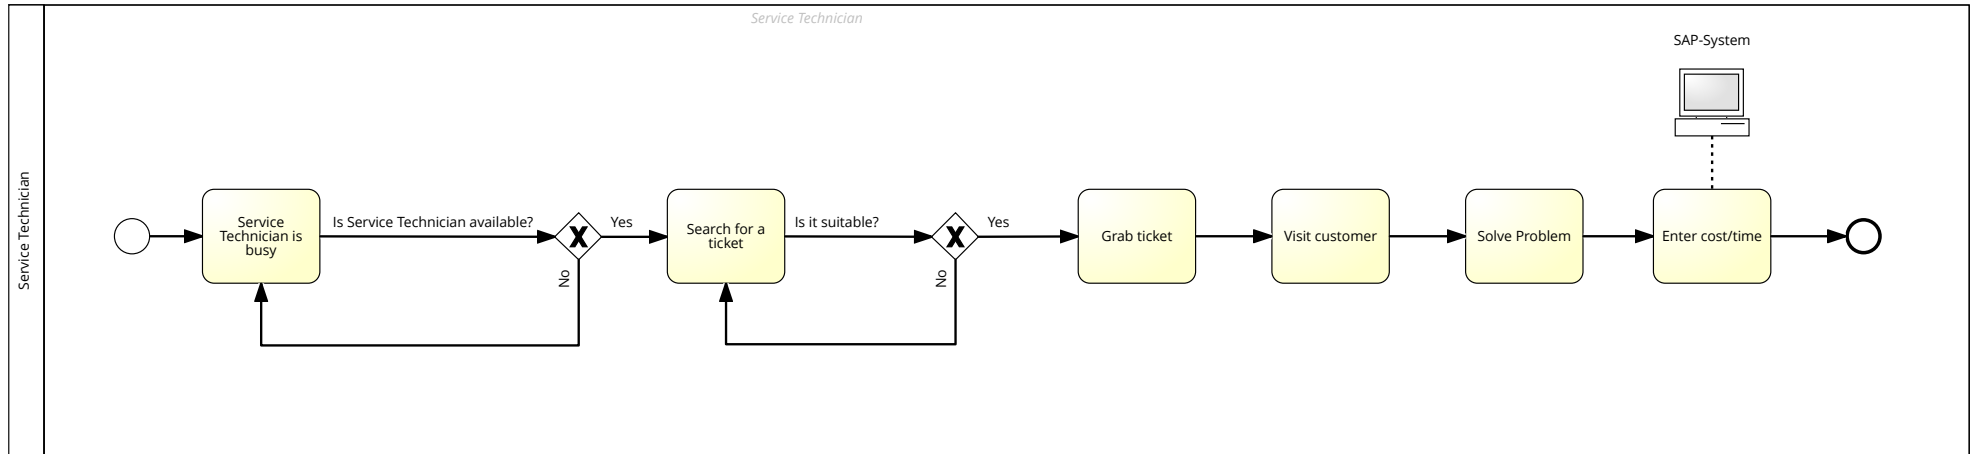 Service Technician
SAP-System
Service Technician
Service
Technician is
busy
Is Service Technician available?
Yes
No
Search for a
ticket
Is it suitable?
Yes
No
Grab ticket
Visit customer
Solve Problem
Enter cost/time